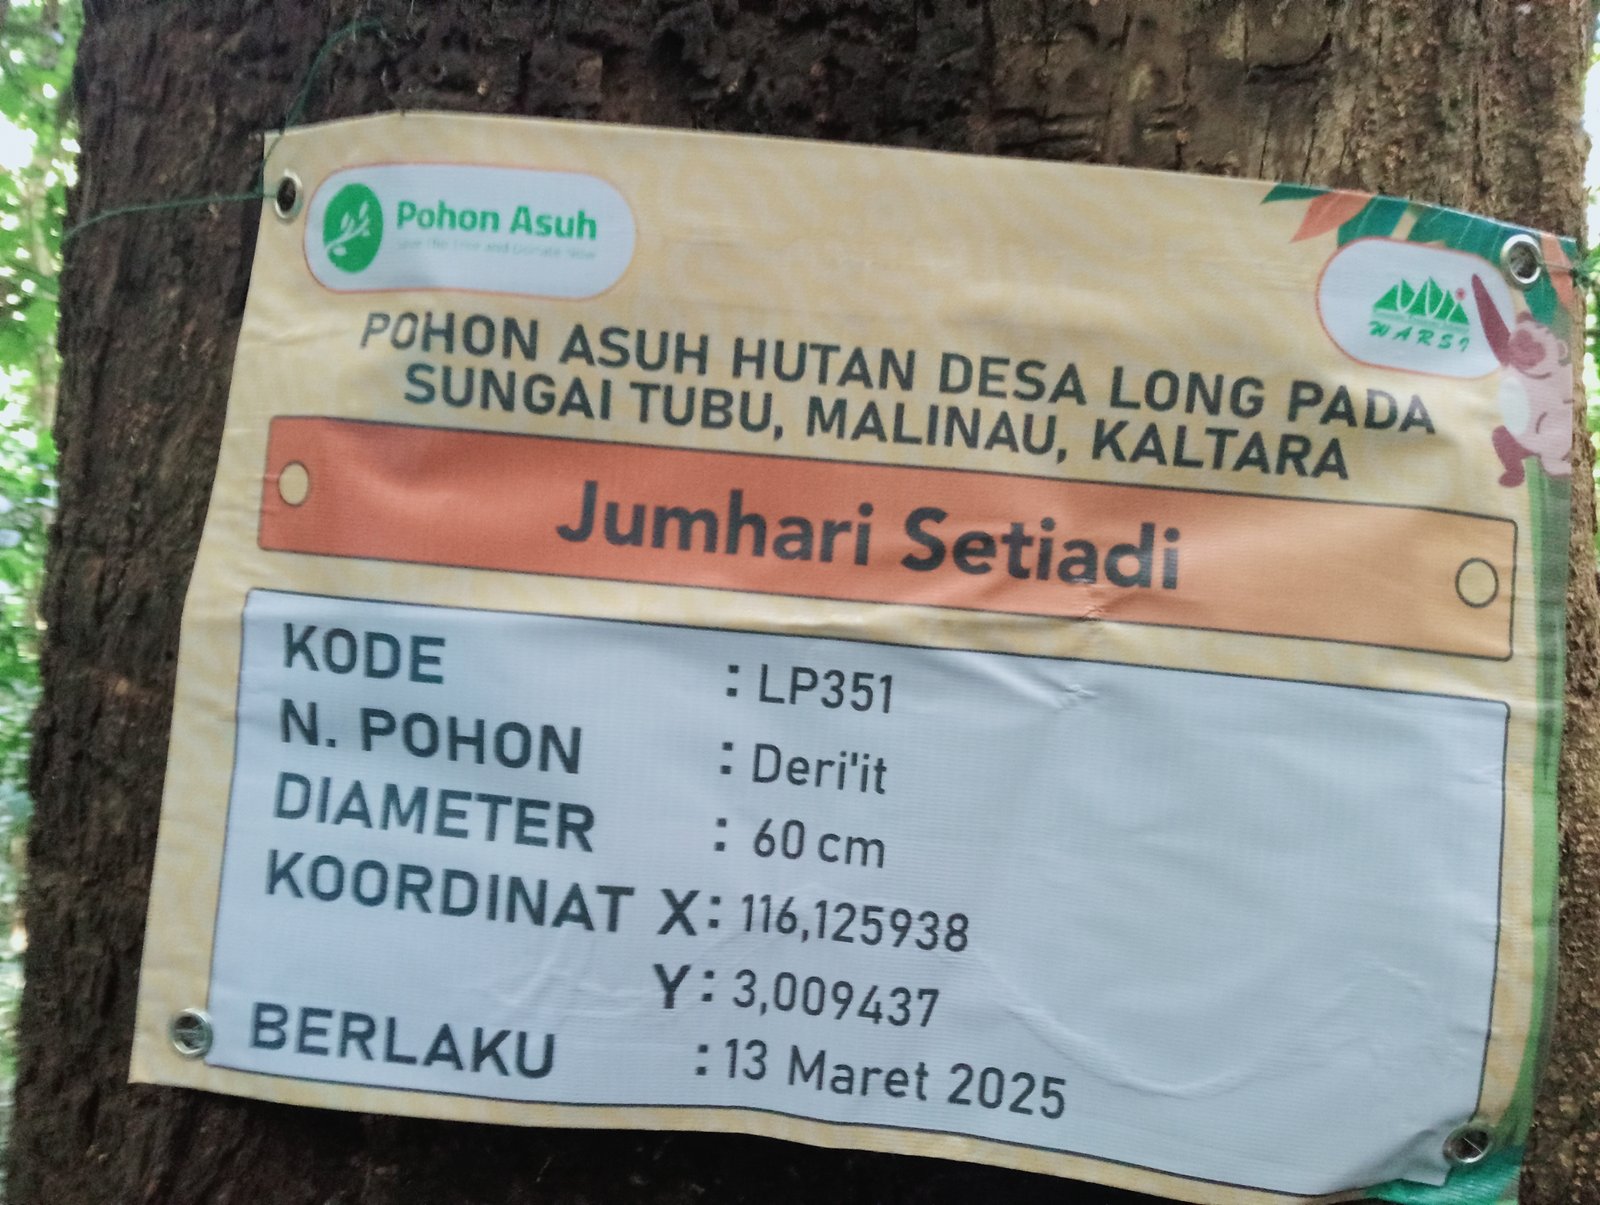 Pohon Asuh
WARSI
POHON ASUH HUTAN DESA LONG PADA
SUNGAI TUBU, MALINAU, KALTARA
Jumhari Setiadi
KODE : LP351
N. POHON : Deri'it
DIAMETER : 60 cm
KOORDINAT X : 116,125938
Y : 3,009437
BERLAKU : 13 Maret 2025